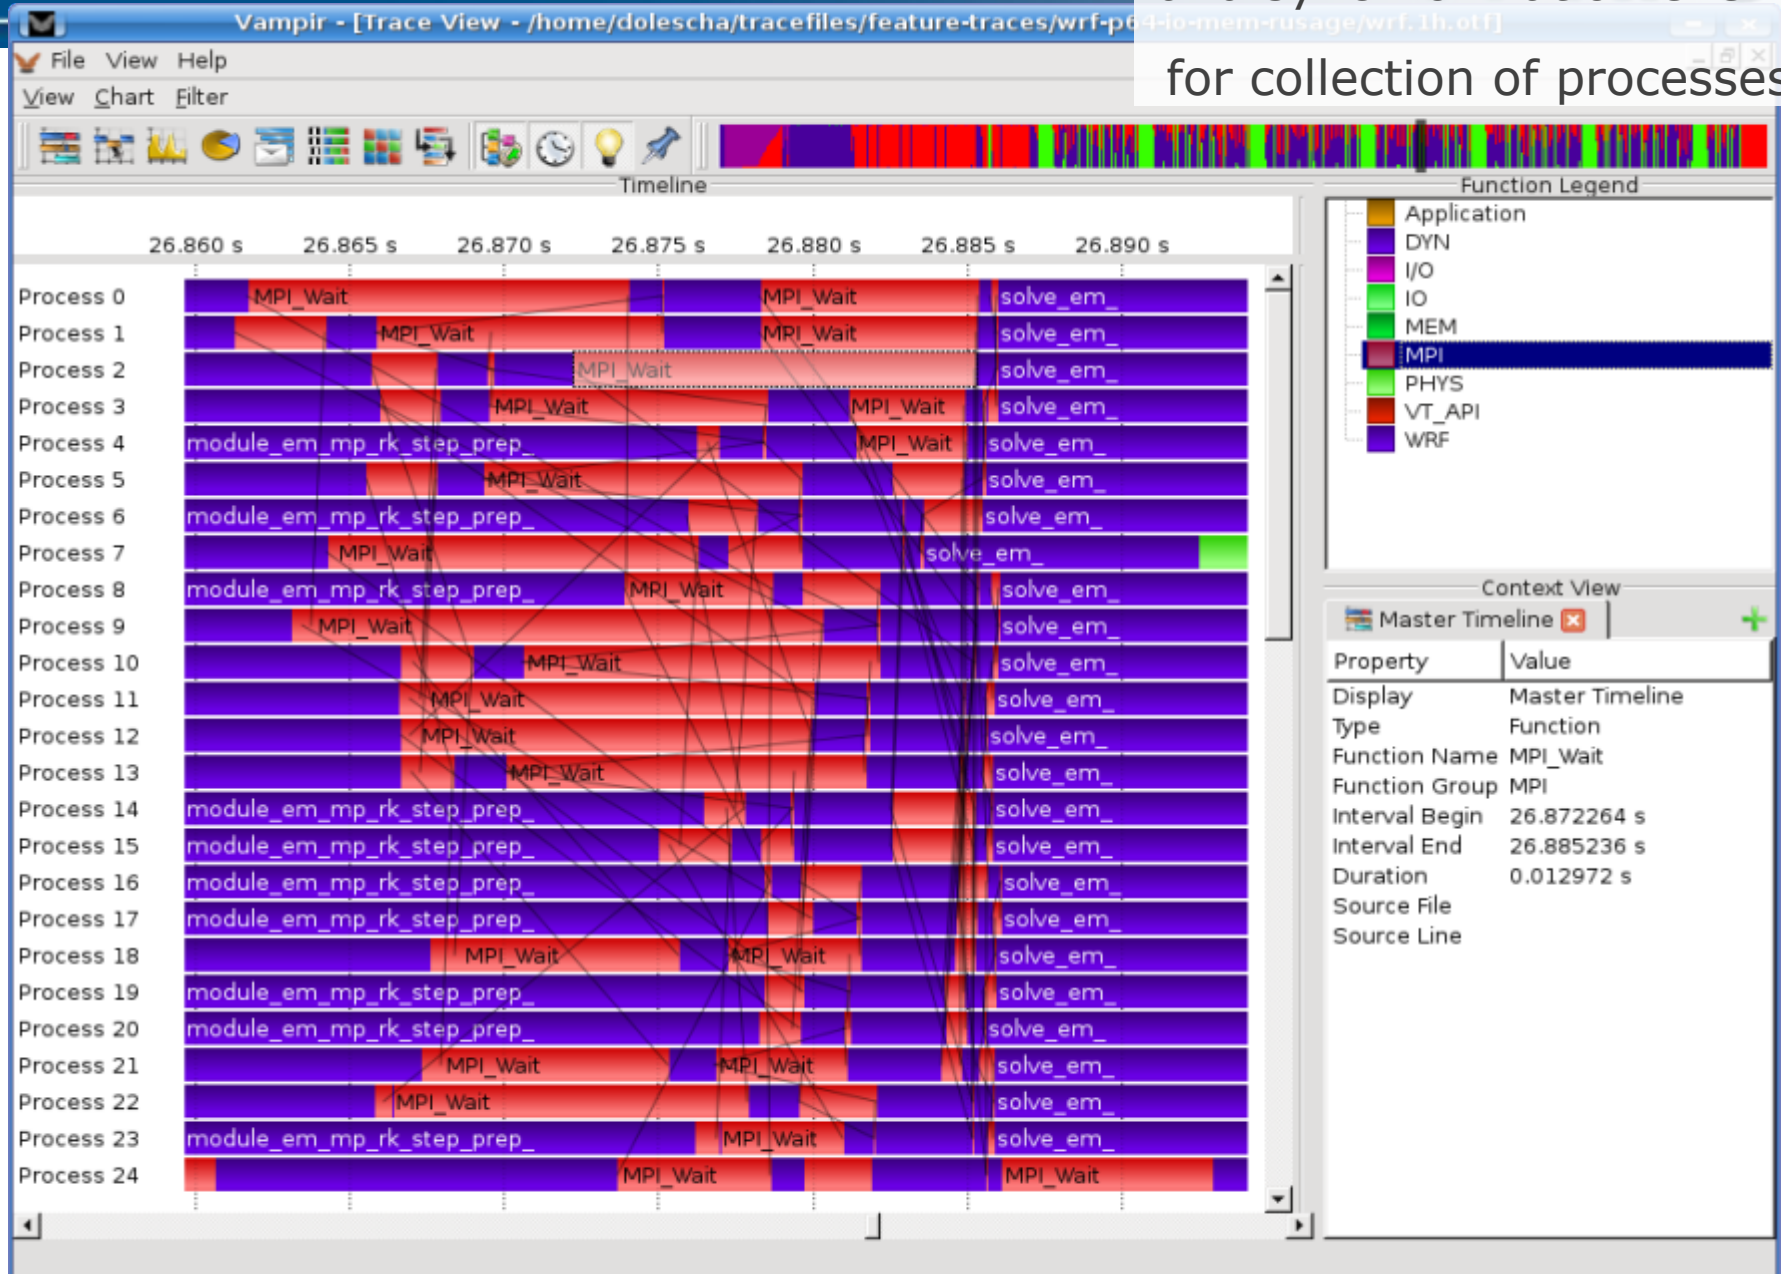 Vampir - [Trace View - /home/dolescha/tracefiles/feature-traces/wrf-p64-io-mem-rusage/wrf.1h.otf]
for collection of processes
File View Help
View Chart Filter
Timeline
26.860 s 26.865 s 26.870 s 26.875 s 26.880 s 26.885 s 26.890 s
Process 0 MPI_Wait MPI_Wait solve_em_
Process 1 MPI_Wait MPI_Wait solve_em_
Process 2 MPI_Wait solve_em_
Process 3 MPI_Wait MPI_Wait solve_em_
Process 4 module_em_mp_rk_step_prep_ MPI_Wait solve_em_
Process 5 MPI_Wait solve_em_
Process 6 module_em_mp_rk_step_prep_ solve_em_
Process 7 MPI_Wait solve_em_
Process 8 module_em_mp_rk_step_prep_ MPI_Wait solve_em_
Process 9 MPI_Wait solve_em_
Process 10 MPI_Wait solve_em_
Process 11 MPI_Wait solve_em_
Process 12 MPI_Wait solve_em_
Process 13 MPI_Wait solve_em_
Process 14 module_em_mp_rk_step_prep_ solve_em_
Process 15 module_em_mp_rk_step_prep_ solve_em_
Process 16 module_em_mp_rk_step_prep_ solve_em_
Process 17 module_em_mp_rk_step_prep_ solve_em_
Process 18 MPI_Wait MPI_Wait solve_em_
Process 19 module_em_mp_rk_step_prep_ solve_em_
Process 20 module_em_mp_rk_step_prep_ solve_em_
Process 21 MPI_Wait MPI_Wait solve_em_
Process 22 MPI_Wait solve_em_
Process 23 module_em_mp_rk_step_prep_ MPI_Wait solve_em_
Process 24 MPI_Wait MPI_Wait
Function Legend
Application
DYN
I/O
IO
MEM
MPI
PHYS
VT_API
WRF
Context View
Master Timeline
Property Value
Display Master Timeline
Type Function
Function Name MPI_Wait
Function Group MPI
Interval Begin 26.872264 s
Interval End 26.885236 s
Duration 0.012972 s
Source File
Source Line